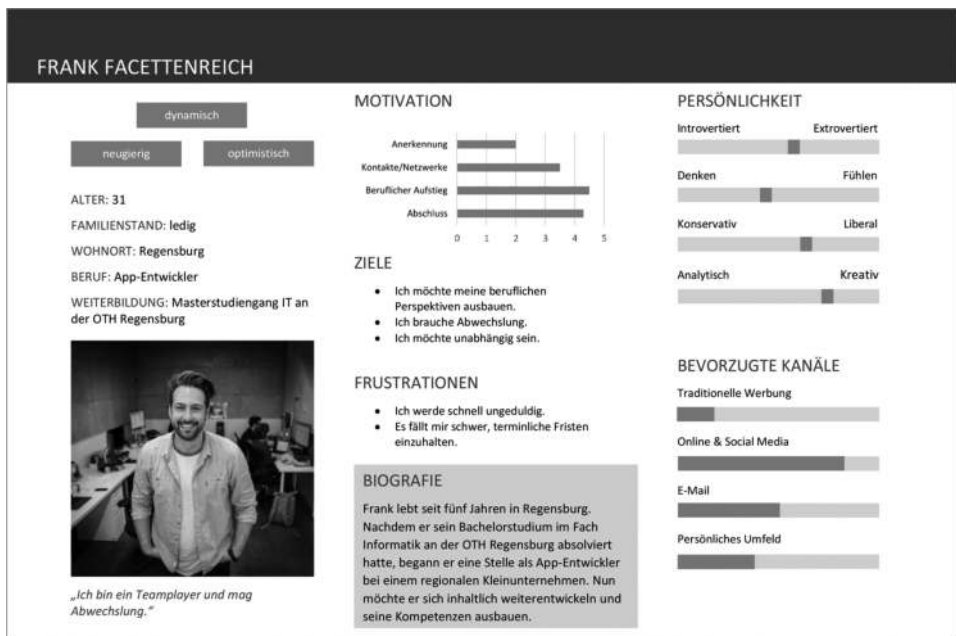 FRANK FACETTENREICH
dynamisch
neugierig
optimistisch
ALTER: 31
FAMILIENSTAND: ledig
WOHNORT: Regensburg
BERUF: App-Entwickler
WEITERBILDUNG: Masterstudiengang IT an
der OTH Regensburg
„Ich bin ein Teamplayer und mag
Abwechslung.“
MOTIVATION
Anerkennung
Kontakte/Netzwerke
Beruflicher Aufstieg
Abschluss
0 1 2 3 4 5
ZIELE
• Ich möchte meine beruflichen
Perspektiven ausbauen.
• Ich brauche Abwechslung.
• Ich möchte unabhängig sein.
FRUSTRATIONEN
• Ich werde schnell ungeduldig.
• Es fällt mir schwer, terminliche Fristen
einzuhalten.
BIOGRAFIE
Frank lebt seit fünf Jahren in Regensburg.
Nachdem er sein Bachelorstudium im Fach
Informatik an der OTH Regensburg absolviert
hatte, begann er eine Stelle als App-Entwickler
bei einem regionalen Kleinunternehmen. Nun
möchte er sich inhaltlich weiterentwickeln und
seine Kompetenzen ausbauen.
PERSÖNLICHKEIT
Introvertiert Extrovertiert
Denken Fühlen
Konservativ Liberal
Analytisch Kreativ
BEVORZUGTE KANÄLE
Traditionelle Werbung
Online & Social Media
E-Mail
Persönliches Umfeld